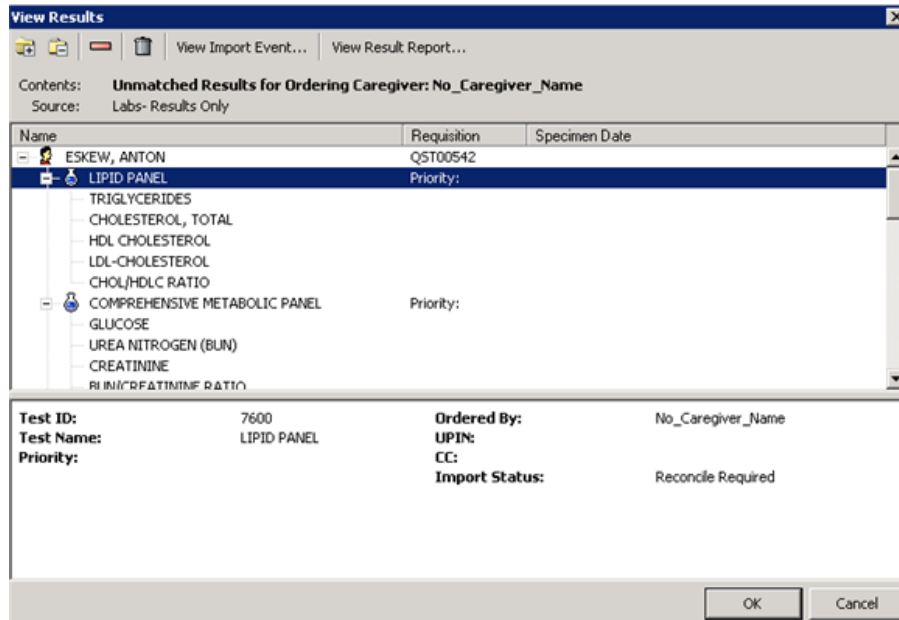 View Results
View Import Event... View Result Report...
Contents: Unmatched Results for Ordering Caregiver: No_Caregiver_Name
Source: Labs- Results Only
Name Requisition Specimen Date
ESKEW, ANTON QST00542
LIPID PANEL Priority:
TRIGLYCERIDES
CHOLESTEROL, TOTAL
HDL CHOLESTEROL
LDL-CHOLESTEROL
CHOL/HDLC RATIO
COMPREHENSIVE METABOLIC PANEL Priority:
GLUCOSE
UREA NITROGEN (BUN)
CREATININE
BUN/CREATININE RATIO
Test ID: 7600 Ordered By: No_Caregiver_Name
Test Name: LIPID PANEL UPIN:
Priority: CC:
Import Status: Reconcile Required
OK Cancel